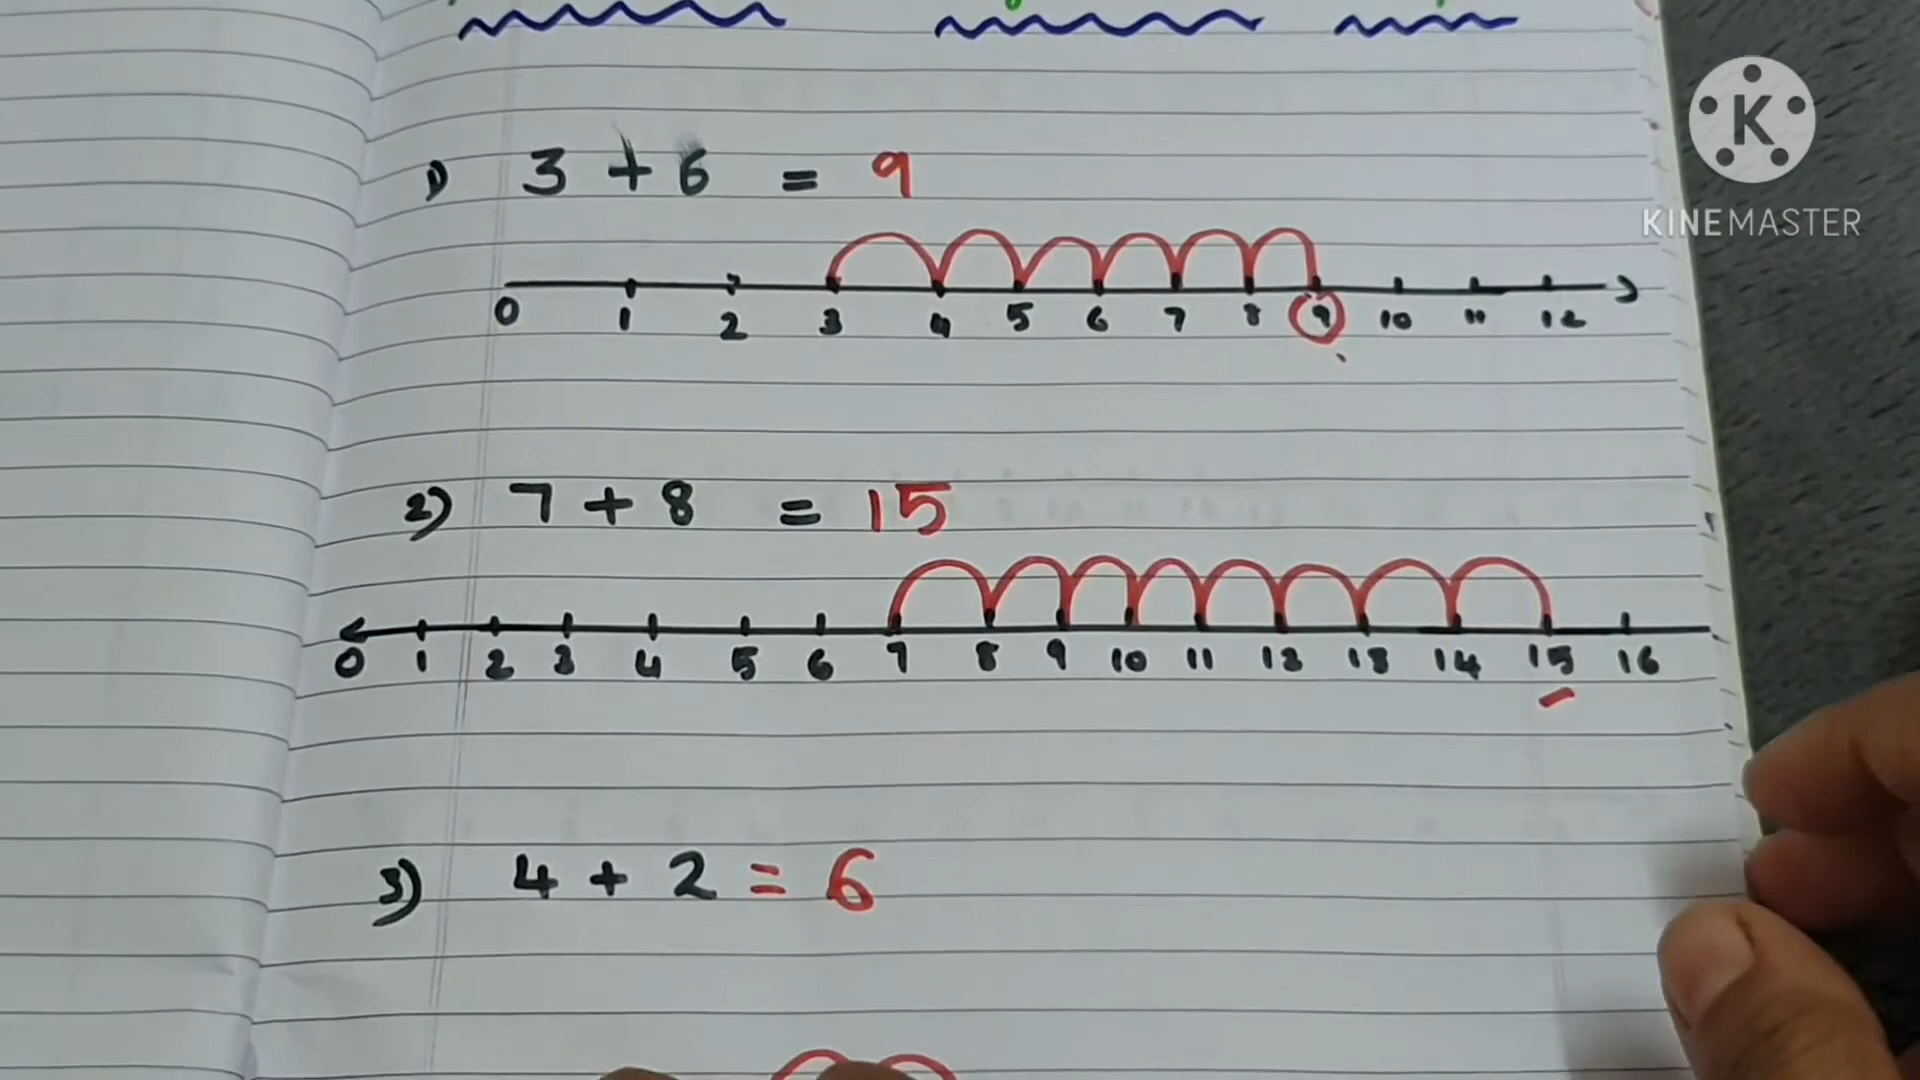 1) 3 + 6 = 9
0 1 2 3 4 5 6 7 8 9 10 11 12
2) 7 + 8 = 15
0 1 2 3 4 5 6 7 8 9 10 11 12 13 14 15 16
3) 4 + 2 = 6
K
KINEMASTER